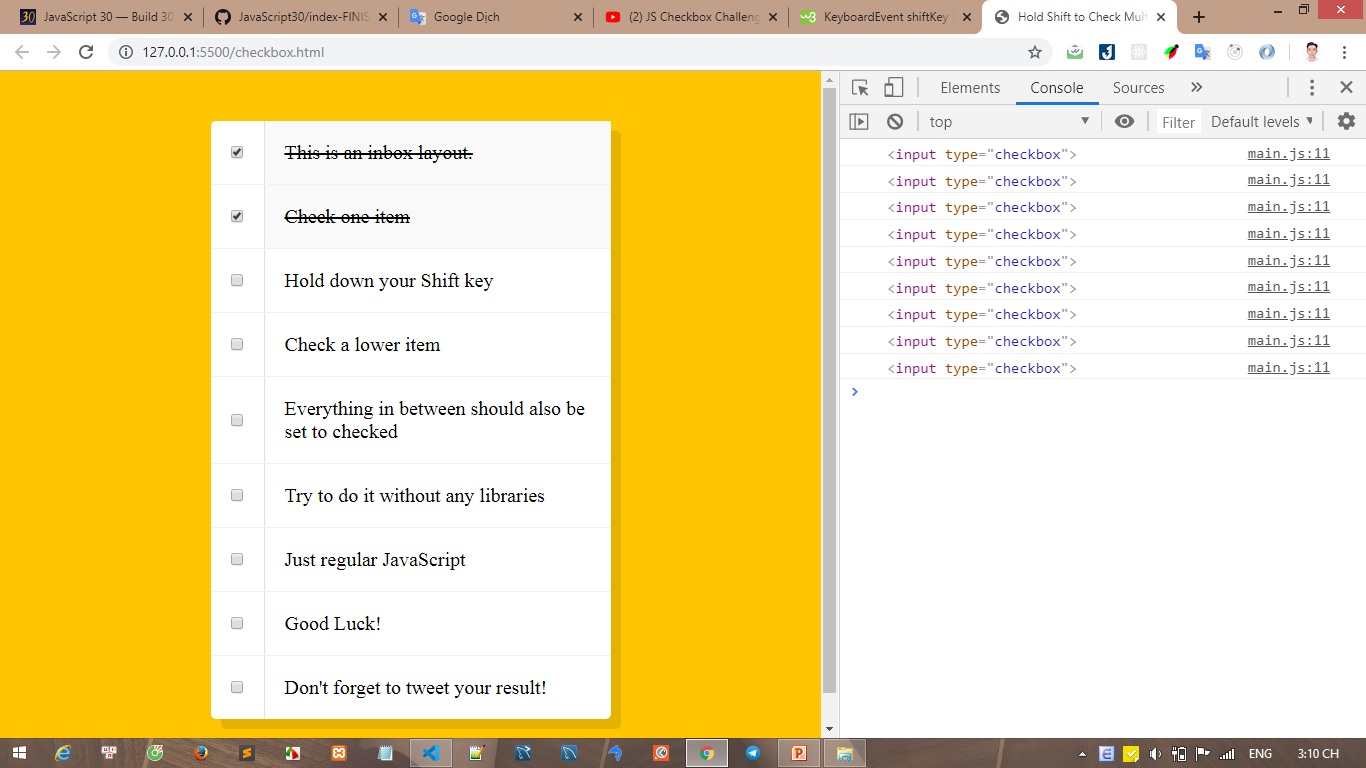 JavaScript 30 — Build 30
JavaScript30/index-FINIS
Google Dịch
(2) JS Checkbox Challeng
KeyboardEvent shiftKey
Hold Shift to Check Mult
127.0.0.1:5500/checkbox.html
Elements Console Sources
top Filter Default levels
This is an inbox layout.
Check one item
Hold down your Shift key
Check a lower item
Everything in between should also be
set to checked
Try to do it without any libraries
Just regular JavaScript
Good Luck!
Don't forget to tweet your result!
<input type="checkbox"> main.js:11
<input type="checkbox"> main.js:11
<input type="checkbox"> main.js:11
<input type="checkbox"> main.js:11
<input type="checkbox"> main.js:11
<input type="checkbox"> main.js:11
<input type="checkbox"> main.js:11
<input type="checkbox"> main.js:11
<input type="checkbox"> main.js:11
ENG 3:10 CH